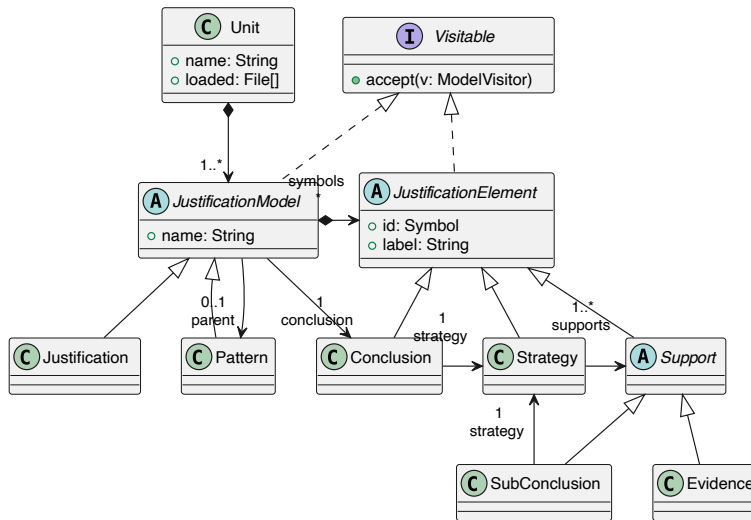 C Unit
name: String
loaded: File[]
I Visitable
accept(v: ModelVisitor)
1..*
symbols
*
A JustificationModel
name: String
A JustificationElement
id: Symbol
label: String
0..1
parent
1
conclusion
1
strategy
1..*
supports
C Justification
C Pattern
C Conclusion
C Strategy
A Support
1
strategy
C SubConclusion
C Evidence